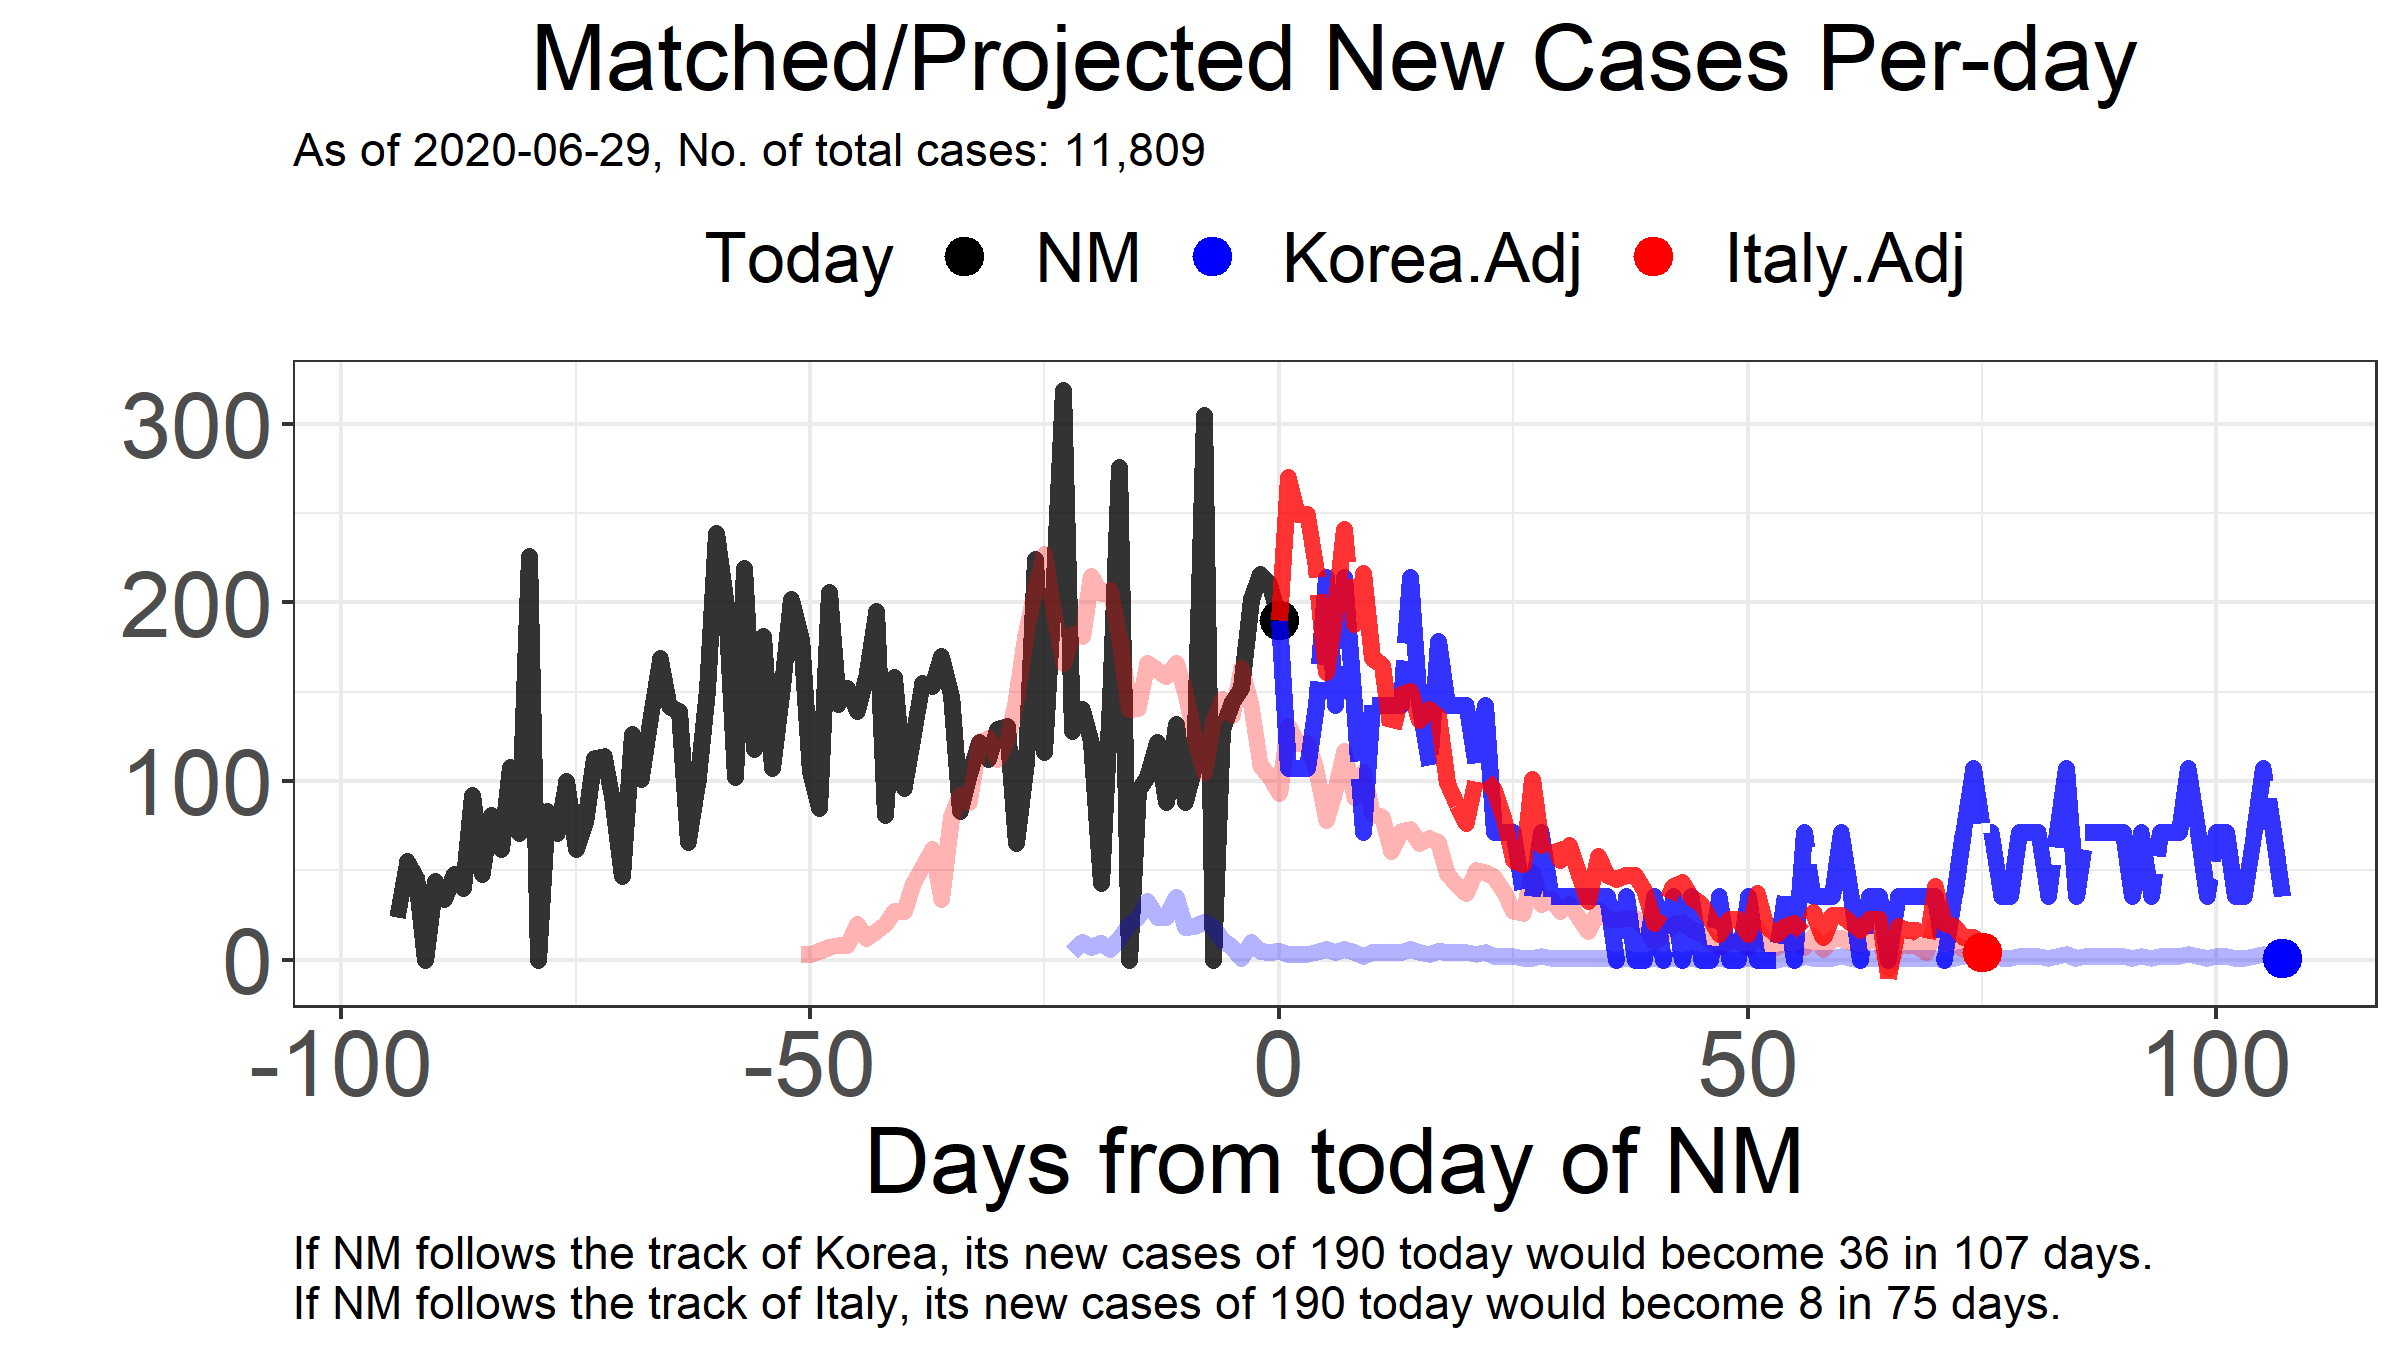 Matched/Projected New Cases Per-day
As of 2020-06-29, No. of total cases: 11,809
Today NM Korea.Adj Italy.Adj
300
200
100
0
-100 -50 0 50 100
Days from today of NM
If NM follows the track of Korea, its new cases of 190 today would become 36 in 107 days.
If NM follows the track of Italy, its new cases of 190 today would become 8 in 75 days.